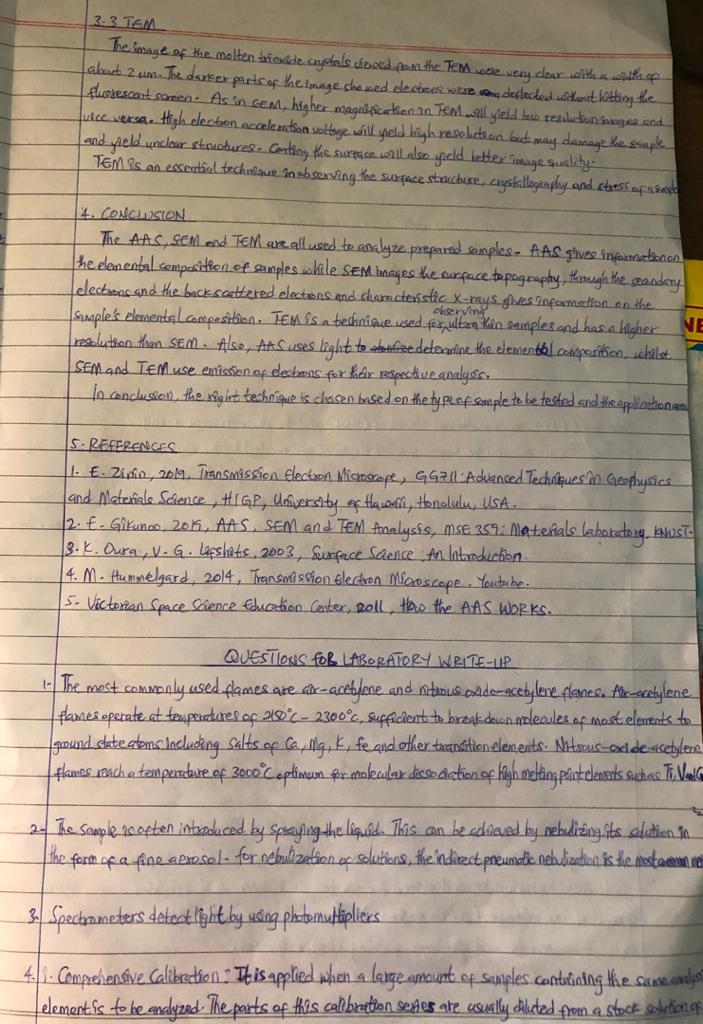 3.3 TEM
The image of the molten trioxide crystals viewed from the TEM were very clear with a width of
about 2um. The darker parts of the image showed electrons were deflected without hitting the
fluorescent screen. As in SEM, higher magnification in TEM will yield low resolution images and
vice versa. High electron acceleration voltage will yield high resolution but may damage the sample
and yield unclear structures. Coating the surface will also yield better image quality.
TEM is an essential technique in observing the surface structure, crystallography and stress of a sample
4. CONCLUSION
The AAS, SEM and TEM are all used to analyze prepared samples. AAS gives information on
the elemental composition of samples while SEM images the surface topography, through the secondary
electrons and the backscattered electrons and characteristic X-rays gives information on the
sample's elemental composition. TEM is a technique used for observing ultra thin samples and has a higher
resolution than SEM. Also, AAS uses light to determine the elemental composition, whilst
SEM and TEM use emission of electrons for their respective analysis.
In conclusion, the right technique is chosen based on the type of sample to be tested and the application
5. REFERENCES
1. E. Zinin, 2019, Transmission Electron Microscope, GG711: Advanced Techniques in Geophysics
and Materials Science, HIGP, University of Hawaii, Honolulu, USA.
2. E. Gikunoo, 2015, AAS, SEM and TEM Analysis, MSE 359: Materials Laboratory, KNUST.
3. K. Oura, V. G. Lifshits, 2003, Surface Science: An Introduction.
4. M. Hummelgard, 2014, Transmission Electron Microscope. Youtube.
5. Victorian Space Science Education Center, 2011, How the AAS WORKS.
QUESTIONS FOR LABORATORY WRITE-UP
1. The most commonly used flames are air-acetylene and nitrous oxide-acetylene flames. Air-acetylene
flames operate at temperatures of 2150°C - 2300°C, sufficient to break down molecules of most elements to
ground state atoms including salts of Ca, Mg, K, Fe and other transition elements. Nitrous-oxide-acetylene
flames reach a temperature of 3000°C optimum for molecular dissociation of high melting point elements such as Ti, V and
2. The sample is often introduced by spraying the liquid. This can be achieved by nebulizing its solution in
the form of a fine aerosol. For nebulization of solutions, the indirect pneumatic nebulization is the most common
3. Spectrometers detect light by using photomultipliers
4. i. Comprehensive Calibration: It is applied when a large amount of samples containing the same
element is to be analyzed. The parts of this calibration series are usually diluted from a stock solution of
NE